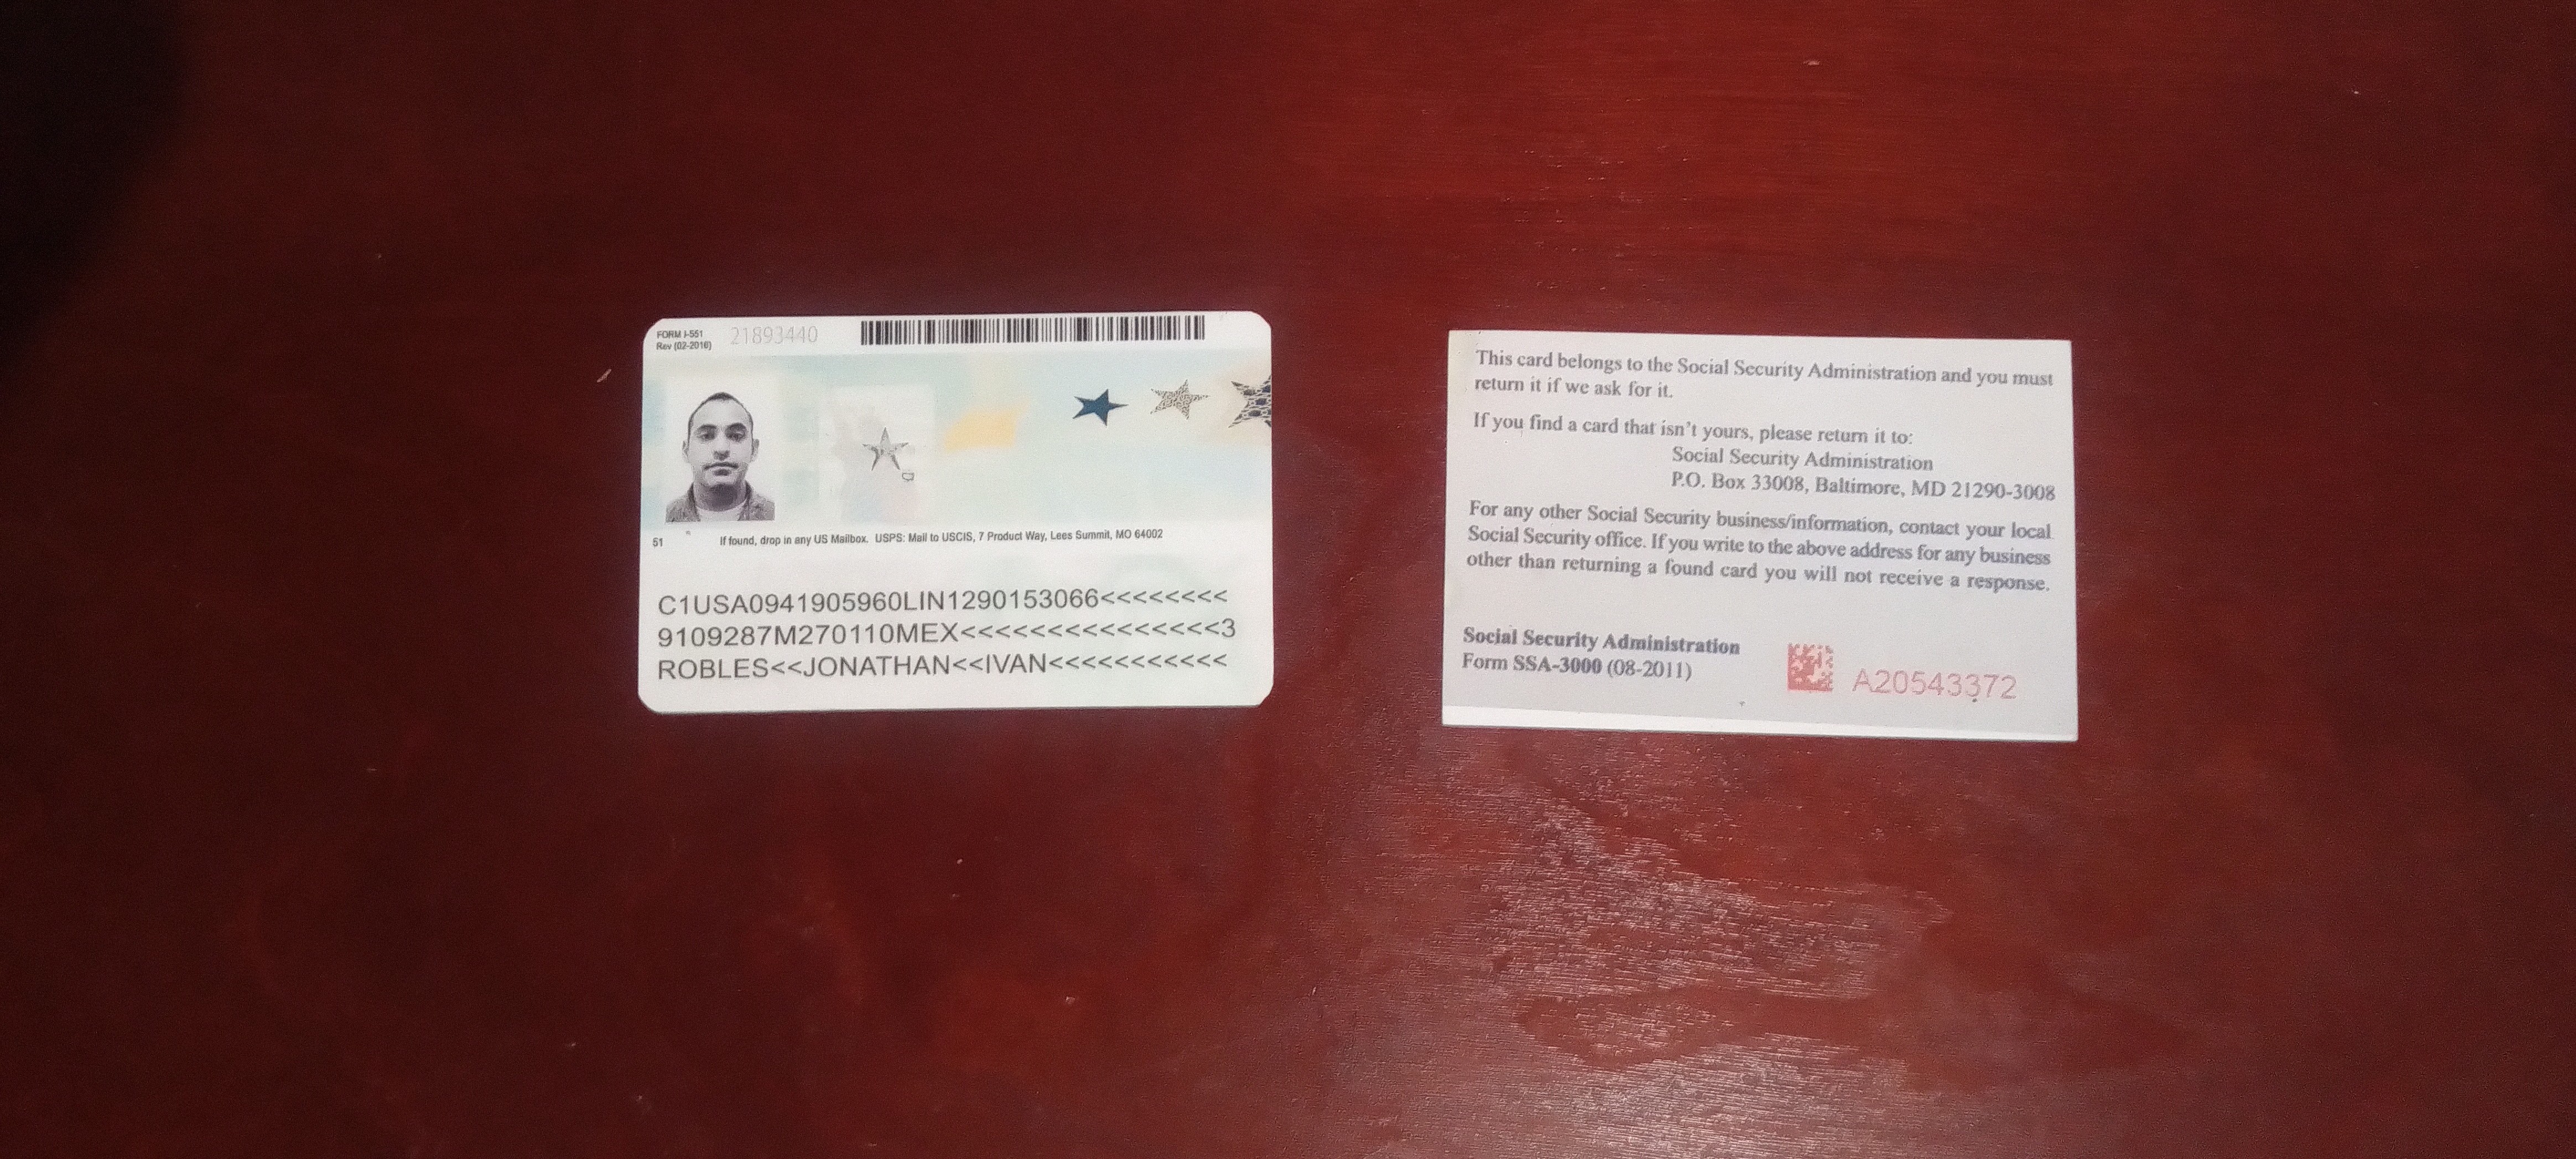 FORM I-551
Rev (02-2016)
21893440
51
If found, drop in any US Mailbox. USPS: Mail to USCIS, 7 Product Way, Lees Summit, MO 64002
C1USA0941905960LIN1290153066<<<<<<<<
9109287M270110MEX<<<<<<<<<<<<<<<3
ROBLES<<JONATHAN<<IVAN<<<<<<<<<<<
This card belongs to the Social Security Administration and you must
return it if we ask for it.
If you find a card that isn't yours, please return it to:
Social Security Administration
P.O. Box 33008, Baltimore, MD 21290-3008
For any other Social Security business/information, contact your local
Social Security office. If you write to the above address for any business
other than returning a found card you will not receive a response.
Social Security Administration
Form SSA-3000 (08-2011)
A20543372